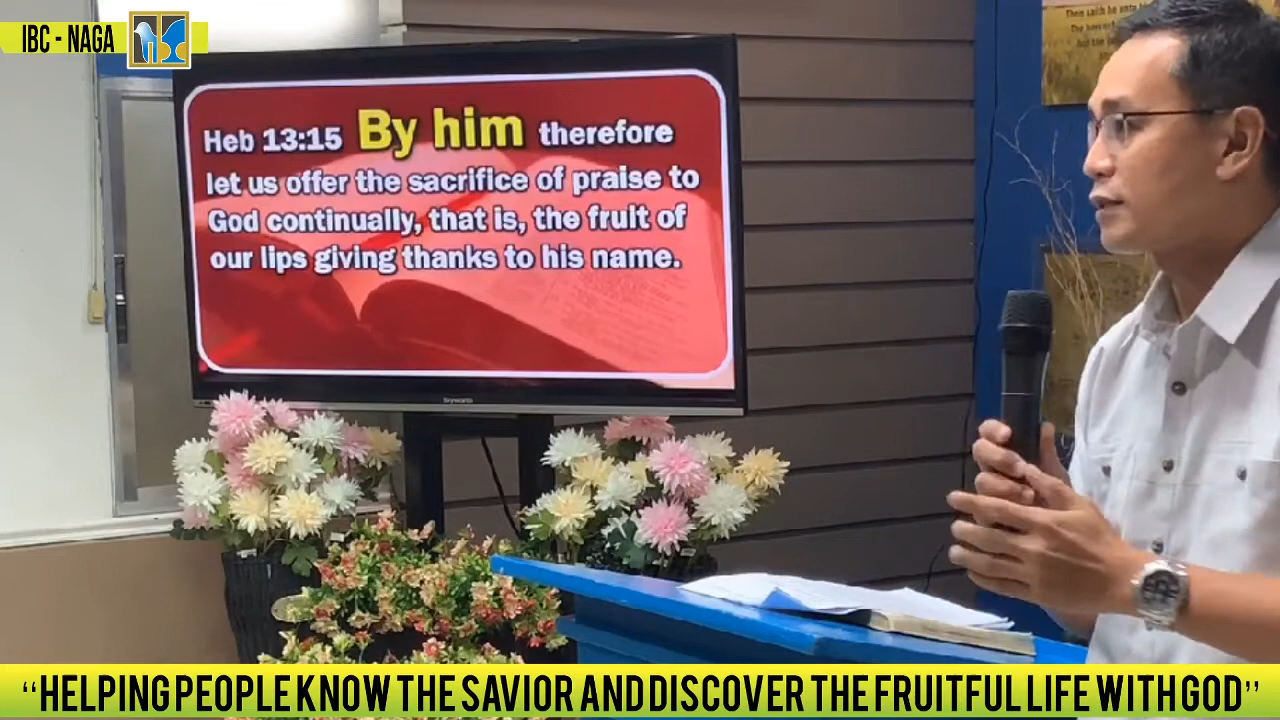 IBC - NAGA
Heb 13:15 By him therefore
let us offer the sacrifice of praise to
God continually, that is, the fruit of
our lips giving thanks to his name.
Skyworth
"HELPING PEOPLE KNOW THE SAVIOR AND DISCOVER THE FRUITFUL LIFE WITH GOD"